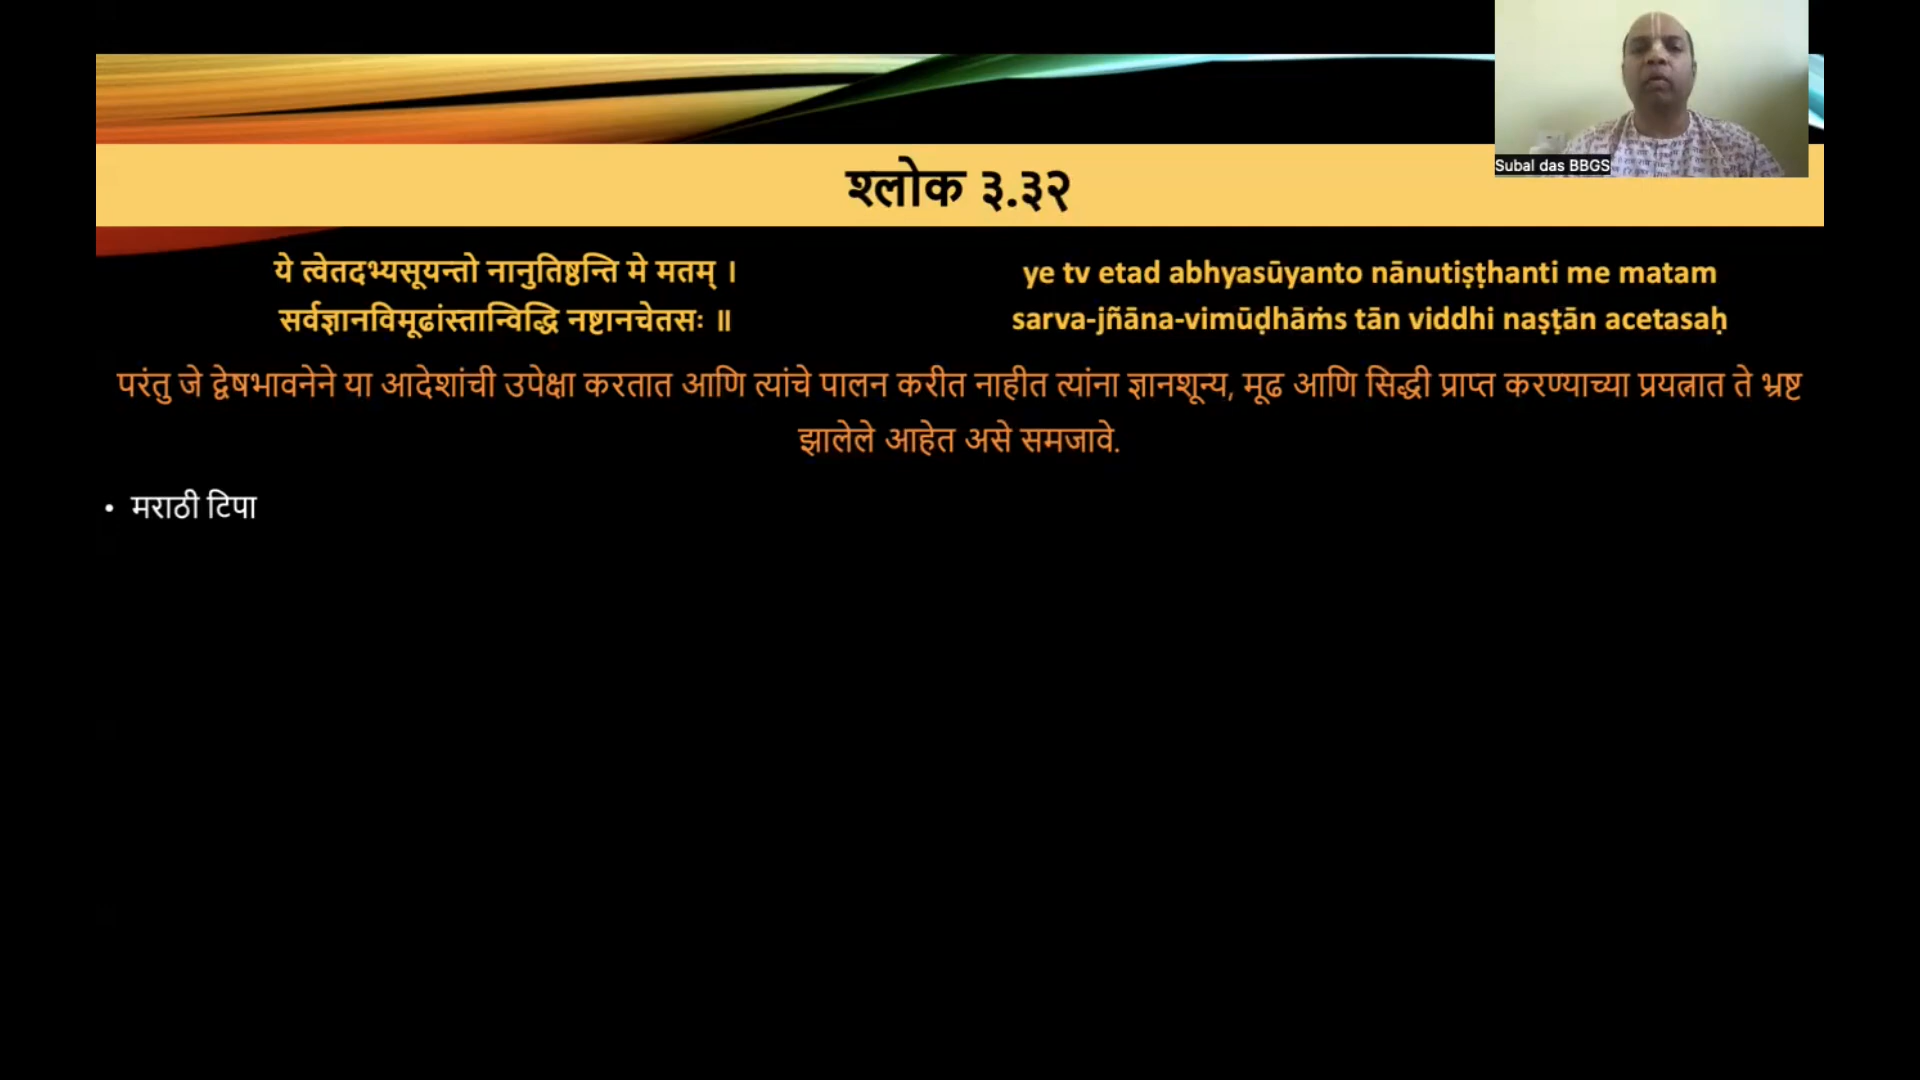 Subal das BBGS
श्लोक ३.३२
ये त्वेतदभ्यसूयन्तो नानुतिष्ठन्ति मे मतम् ।
सर्वज्ञानविमूढांस्तान्विद्धि नष्टानचेतसः ॥
ye tv etad abhyasūyanto nānutiṣṭhanti me matam
sarva-jñāna-vimūḍhāṁs tān viddhi naṣṭān acetasaḥ
परंतु जे द्वेषभावनेने या आदेशांची उपेक्षा करतात आणि त्यांचे पालन करीत नाहीत त्यांना ज्ञानशून्य, मूढ आणि सिद्धी प्राप्त करण्याच्या प्रयत्नात ते भ्रष्ट
झालेले आहेत असे समजावे.
• मराठी टिपा